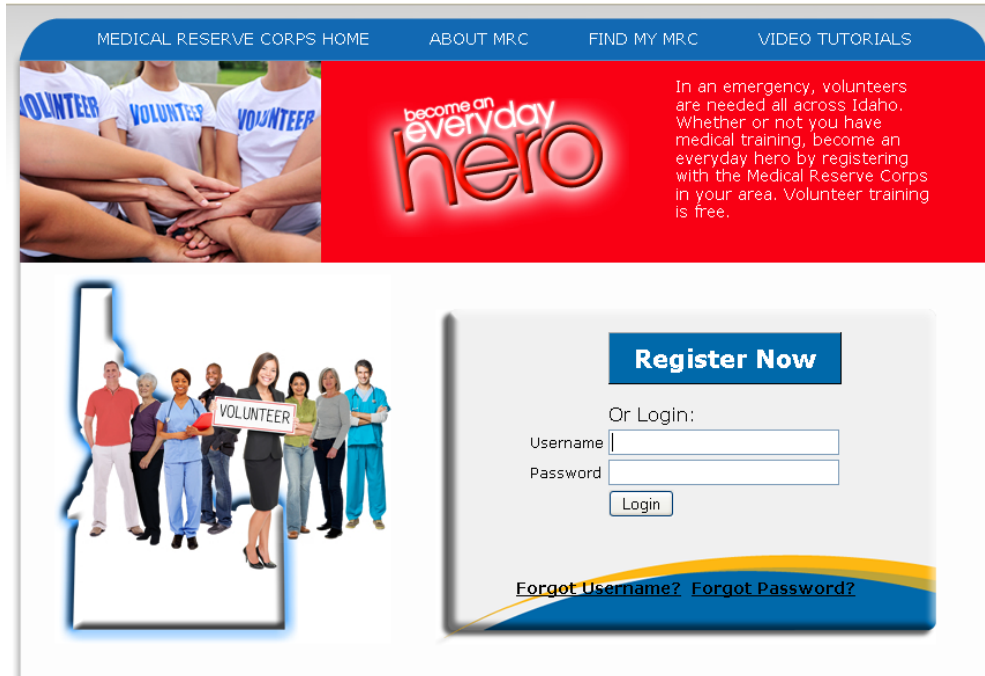 MEDICAL RESERVE CORPS HOME ABOUT MRC FIND MY MRC VIDEO TUTORIALS
VOLUNTEER VOLUNTEER VOLUNTEER
become an
everyday
hero
In an emergency, volunteers
are needed all across Idaho.
Whether or not you have
medical training, become an
everyday hero by registering
with the Medical Reserve Corps
in your area. Volunteer training
is free.
VOLUNTEER
Register Now
Or Login:
Username
Password
Login
Forgot Username? Forgot Password?